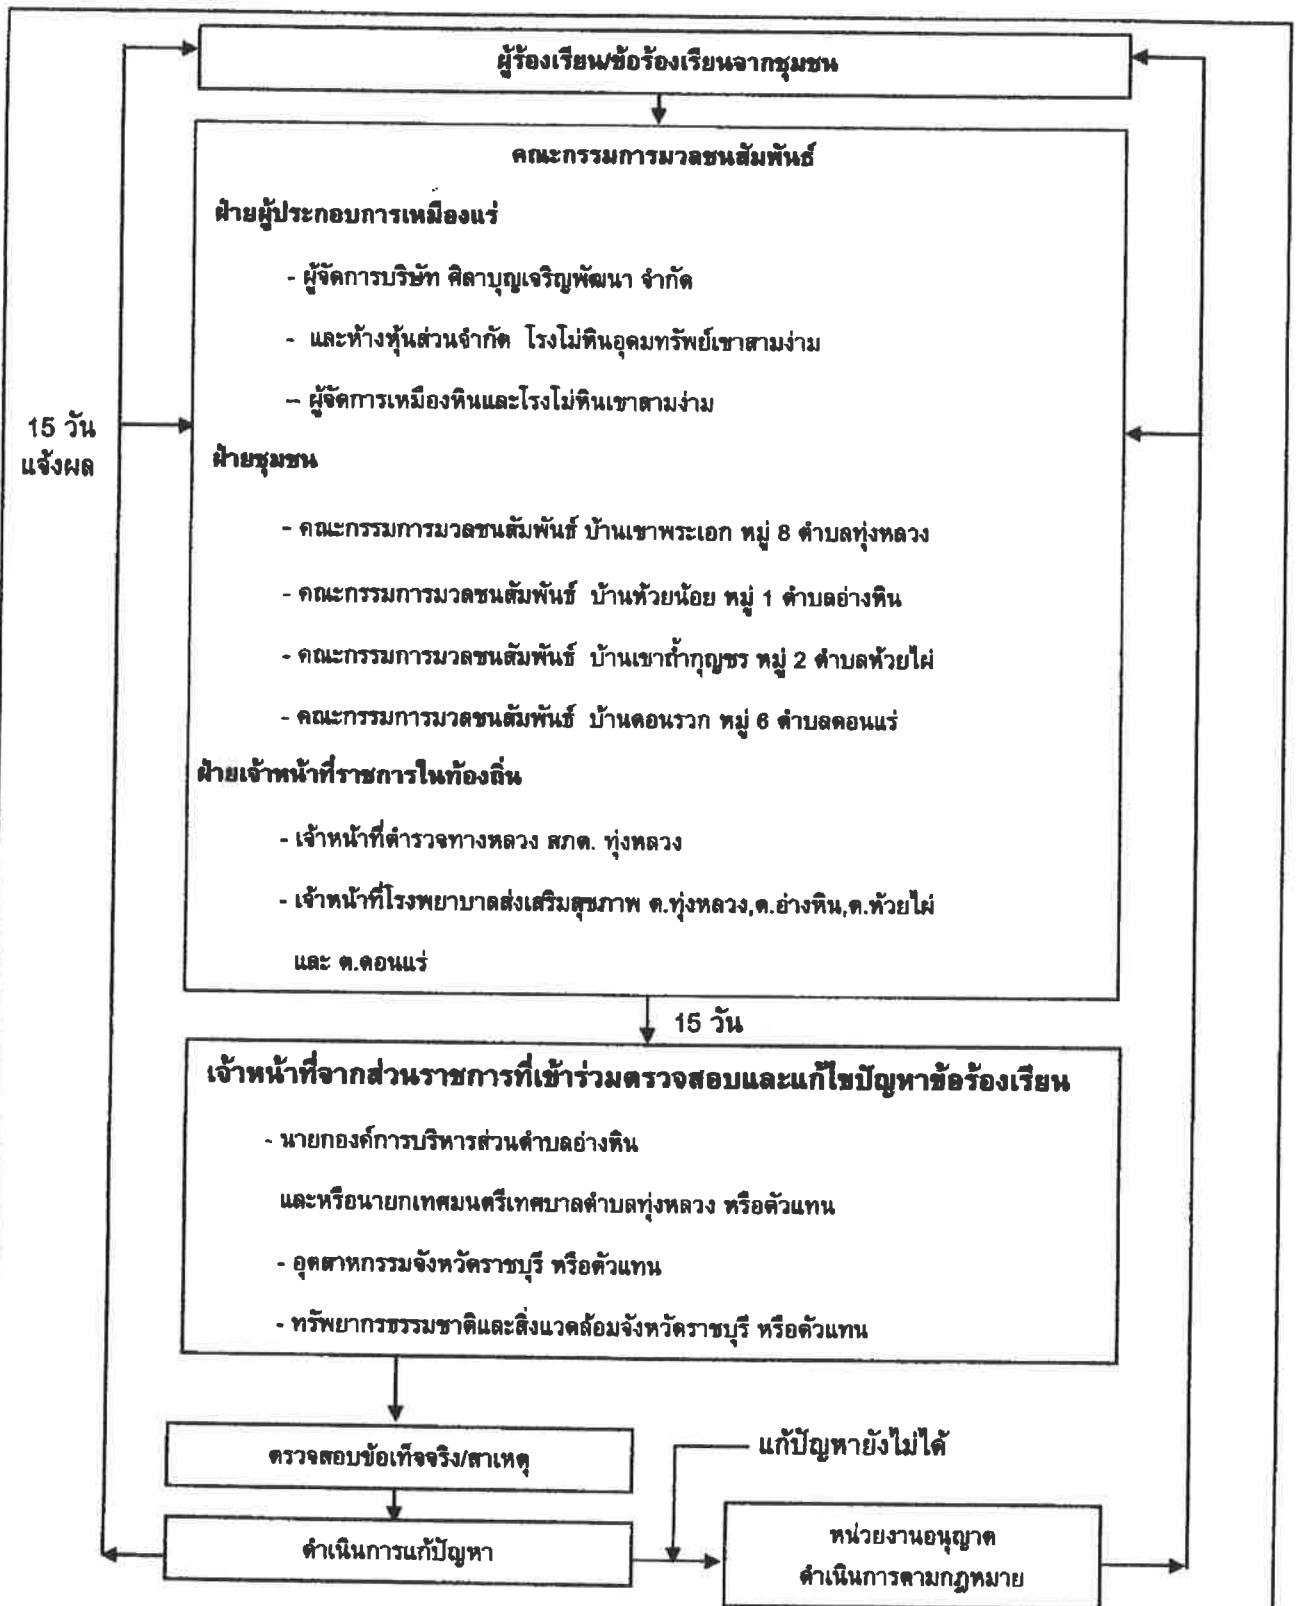 ผู้ร้องเรียน/ข้อร้องเรียนจากชุมชน
คณะกรรมการมวลชนสัมพันธ์
ฝ่ายผู้ประกอบการเหมืองแร่
- ผู้จัดการบริษัท ศิลาบุญเจริญพัฒนา จำกัด
- และห้างหุ้นส่วนจำกัด โรงโม่หินอุดมทรัพย์เขาสามง่าม
– ผู้จัดการเหมืองหินและโรงโม่หินเขาสามง่าม
15 วัน
แจ้งผล
ฝ่ายชุมชน
- คณะกรรมการมวลชนสัมพันธ์ บ้านเขาพระเอก หมู่ 8 ตำบลทุ่งหลวง
- คณะกรรมการมวลชนสัมพันธ์ บ้านห้วยน้อย หมู่ 1 ตำบลอ่างหิน
- คณะกรรมการมวลชนสัมพันธ์ บ้านเขาถ้ำกุญชร หมู่ 2 ตำบลห้วยไผ่
- คณะกรรมการมวลชนสัมพันธ์ บ้านดอนรวก หมู่ 6 ตำบลดอนแร่
ฝ่ายเจ้าหน้าที่ราชการในท้องถิ่น
- เจ้าหน้าที่ตำรวจทางหลวง สภต. ทุ่งหลวง
- เจ้าหน้าที่โรงพยาบาลส่งเสริมสุขภาพ ต.ทุ่งหลวง,ต.อ่างหิน,ต.ห้วยไผ่
และ ต.ดอนแร่
15 วัน
เจ้าหน้าที่จากส่วนราชการที่เข้าร่วมตรวจสอบและแก้ไขปัญหาข้อร้องเรียน
- นายกองค์การบริหารส่วนตำบลอ่างหิน
และหรือนายกเทศมนตรีเทศบาลตำบลทุ่งหลวง หรือตัวแทน
- อุตสาหกรรมจังหวัดราชบุรี หรือตัวแทน
- ทรัพยากรธรรมชาติและสิ่งแวดล้อมจังหวัดราชบุรี หรือตัวแทน
ตรวจสอบข้อเท็จจริง/สาเหตุ
แก้ปัญหายังไม่ได้
ดำเนินการแก้ปัญหา
หน่วยงานอนุญาต
ดำเนินการตามกฎหมาย